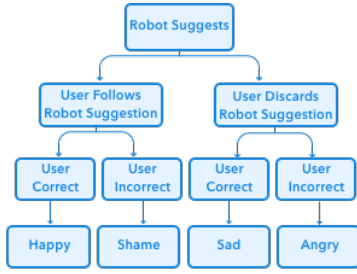 Robot Suggests
User Follows
Robot Suggestion
User Discards
Robot Suggestion
User
Correct
User
Incorrect
User
Correct
User
Incorrect
Happy
Shame
Sad
Angry